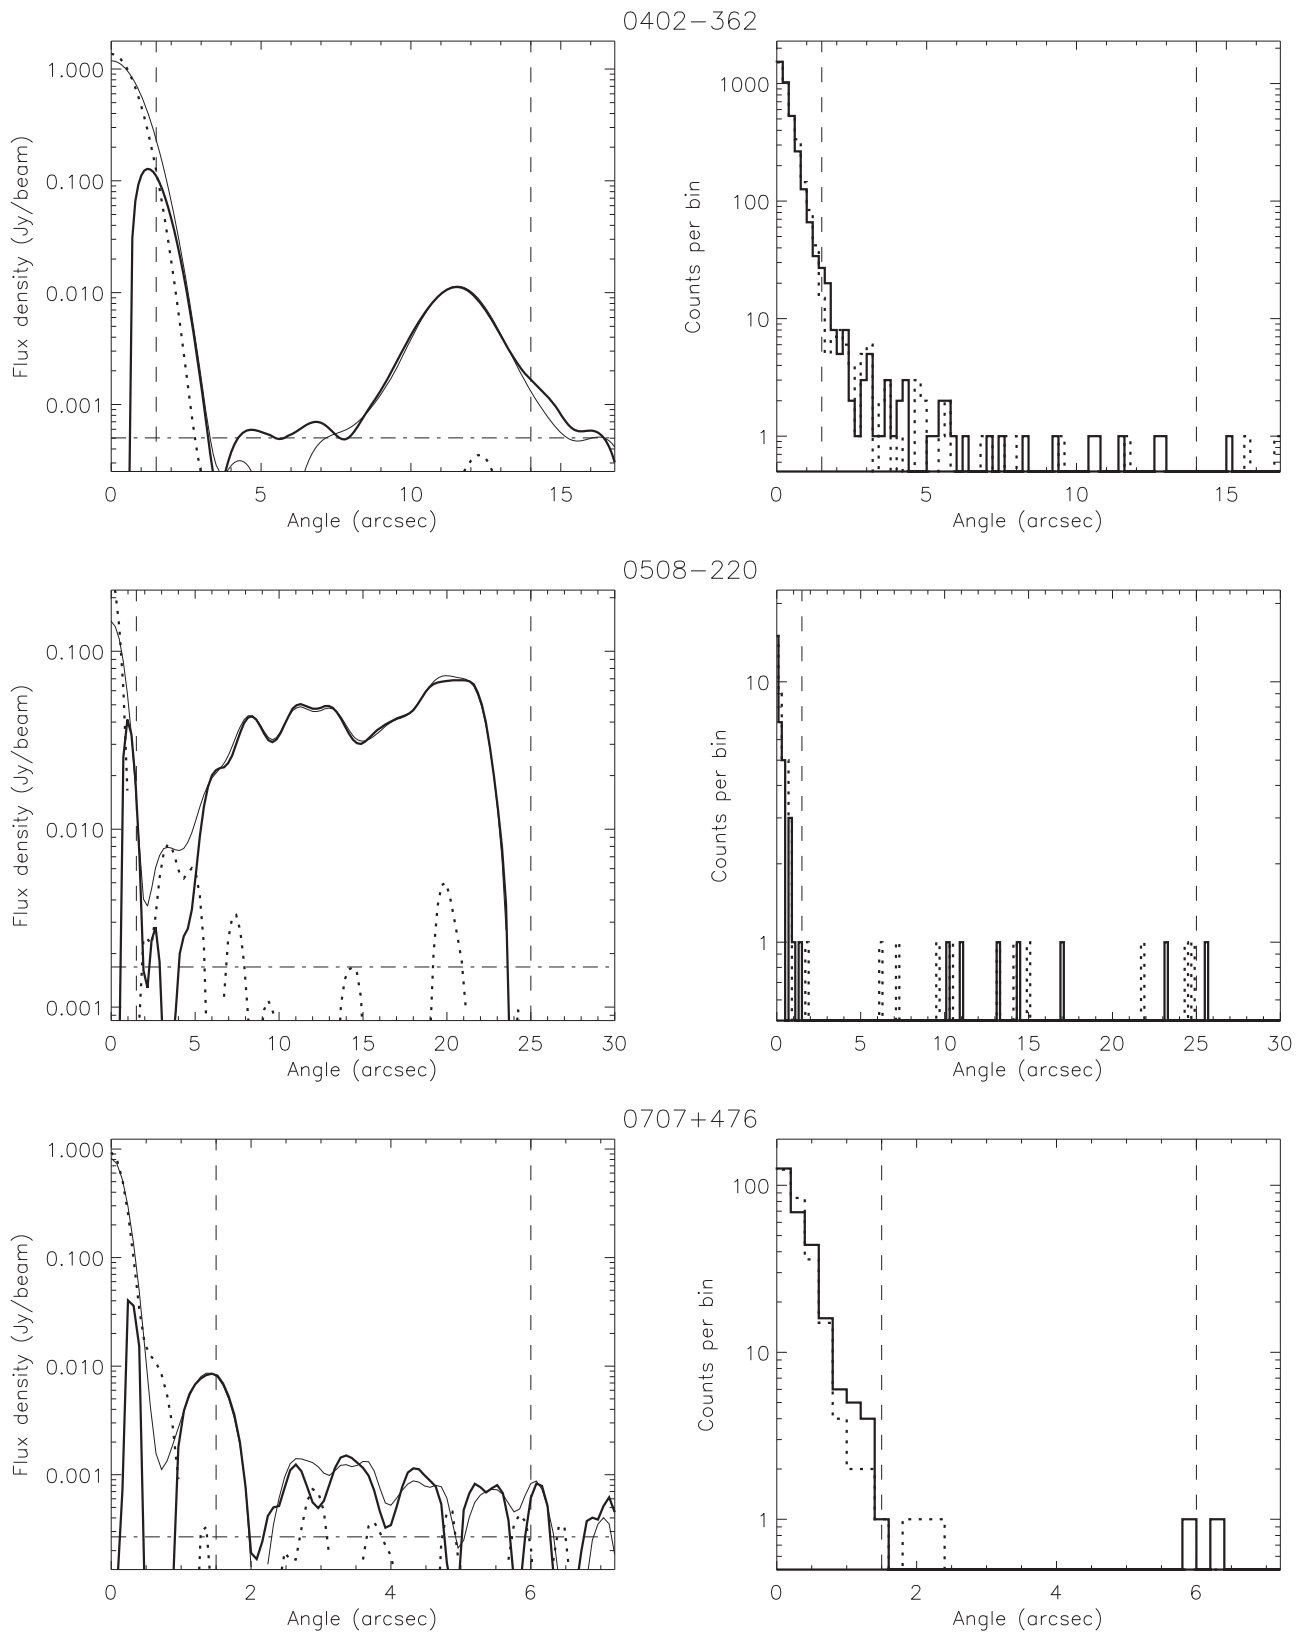 0402−362
1.000
0.100
0.010
0.001
Flux density (Jy/beam)
0 5 10 15
Angle (arcsec)
1000
100
10
1
Counts per bin
0 5 10 15
Angle (arcsec)
0508−220
0.100
0.010
0.001
Flux density (Jy/beam)
0 5 10 15 20 25 30
Angle (arcsec)
10
1
Counts per bin
0 5 10 15 20 25 30
Angle (arcsec)
0707+476
1.000
0.100
0.010
0.001
Flux density (Jy/beam)
0 2 4 6
Angle (arcsec)
100
10
1
Counts per bin
0 2 4 6
Angle (arcsec)